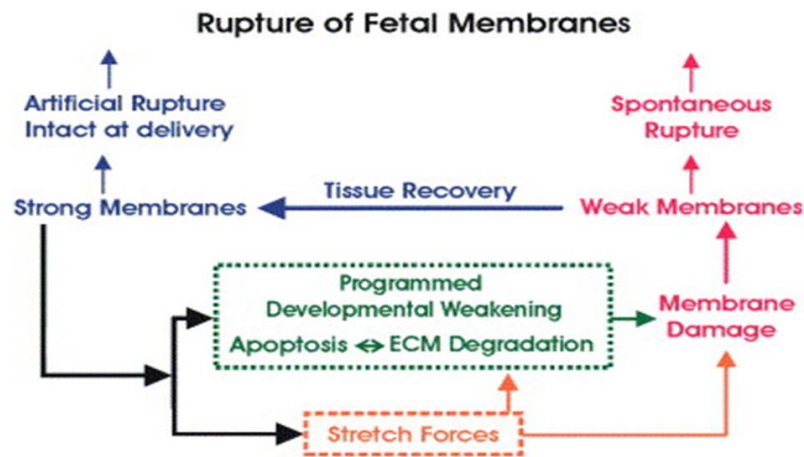 Rupture of Fetal Membranes
Artificial Rupture
Intact at delivery
Spontaneous
Rupture
Strong Membranes
Tissue Recovery
Weak Membranes
Programmed
Developmental Weakening
Apoptosis ↔ ECM Degradation
Membrane
Damage
Stretch Forces